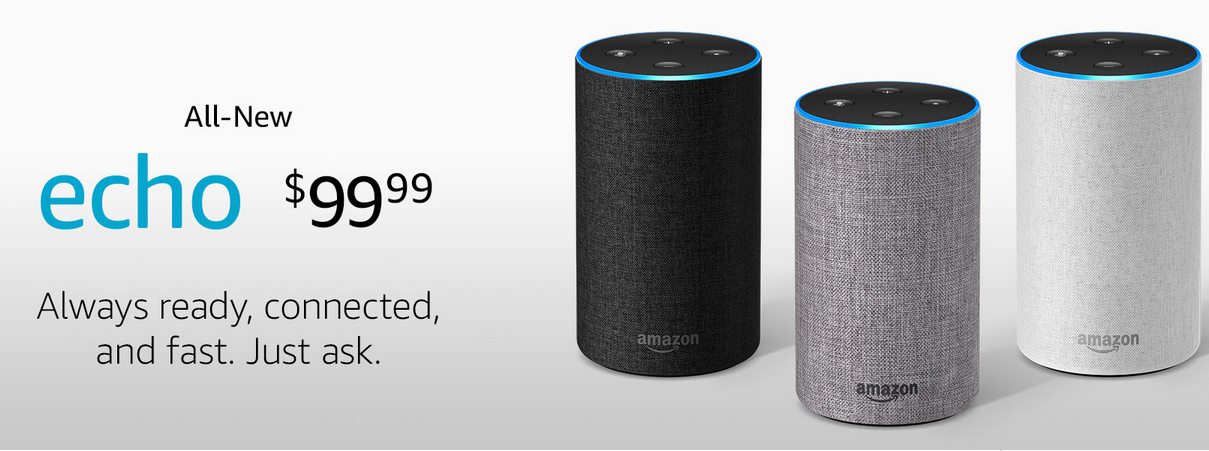 All-New
echo $99⁹⁹
Always ready, connected,
and fast. Just ask.
amazon
amazon
amazon